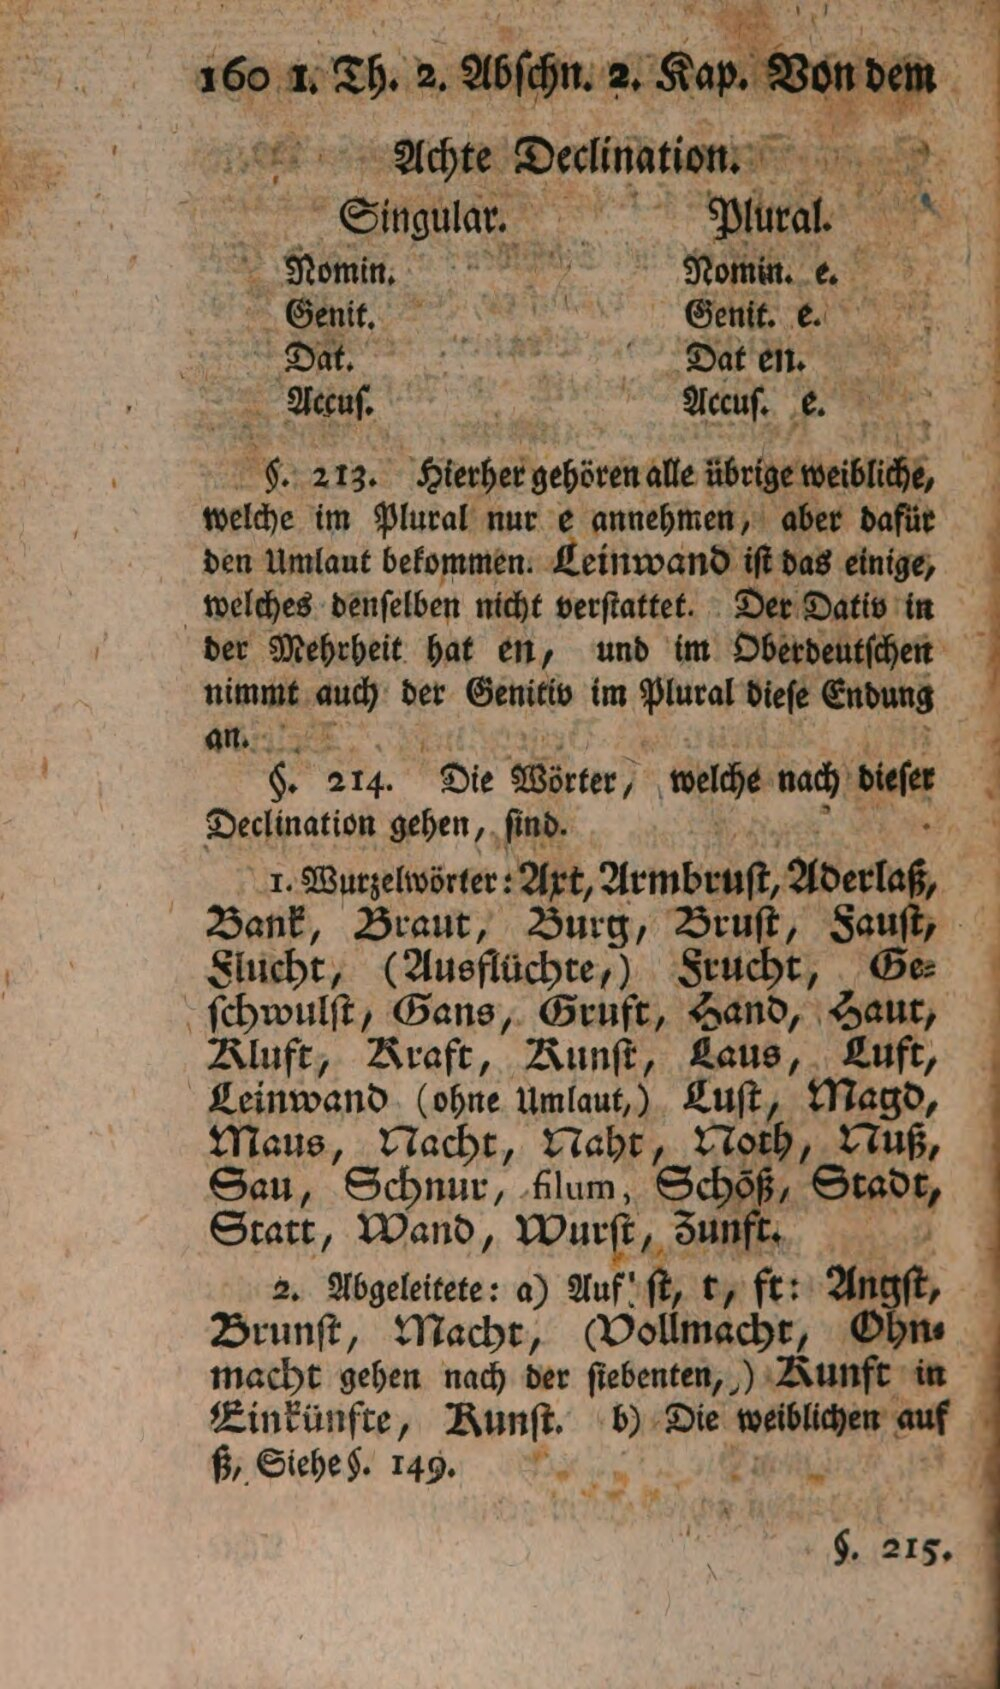 160 1. Th. 2. Abschn. 2. Kap. Von dem
Achte Declination.
Singular. Plural.
Nomin. Nomin. e.
Genit. Genit. e.
Dat. Dat en.
Accus. Accus. e.
§. 213. Hierher gehören alle übrige weibliche,
welche im Plural nur e annehmen, aber dafür
den Umlaut bekommen. Leinwand ist das einige,
welches denselben nicht verstattet. Der Dativ in
der Mehrheit hat en, und im Oberdeutschen
nimmt auch der Genitiv im Plural diese Endung
an.
§. 214. Die Wörter, welche nach dieser
Declination gehen, sind.
1. Wurzelwörter: Axt, Armbrust, Aderlaß,
Bank, Braut, Burg, Brust, Faust,
Flucht, (Ausflüchte,) Frucht, Ge-
schwulst, Gans, Gruft, Hand, Haut,
Kluft, Kraft, Kunst, Laus, Luft,
Leinwand (ohne Umlaut,) Lust, Magd,
Maus, Nacht, Naht, Noth, Nuß,
Sau, Schnur, filum, Schöß, Stadt,
Statt, Wand, Wurst, Zunft.
2. Abgeleitete: a) Auf st, t, ft: Angst,
Brunst, Macht, (Vollmacht, Ohn-
macht gehen nach der siebenten,) Kunft in
Einkünfte, Kunst. b) Die weiblichen auf
ß, Siehe §. 149.
§. 215.